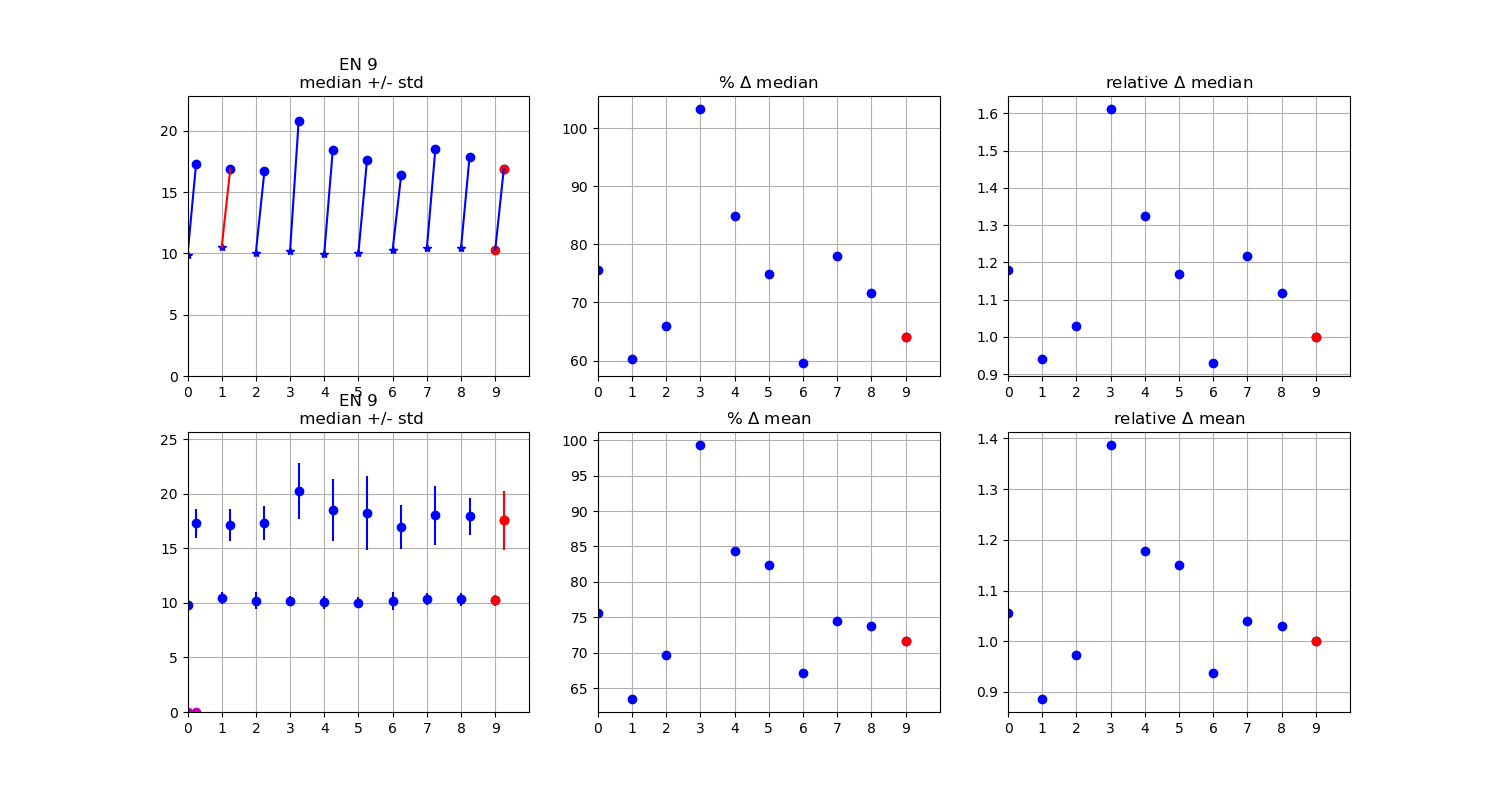 EN 9
median +/- std
% Δ median
relative Δ median
20
15
10
5
0
0 1 2 3 4 5 6 7 8 9
100
90
80
70
60
0 1 2 3 4 5 6 7 8 9
1.6
1.5
1.4
1.3
1.2
1.1
1.0
0.9
0 1 2 3 4 5 6 7 8 9
EN 9
median +/- std
% Δ mean
relative Δ mean
25
20
15
10
5
0
0 1 2 3 4 5 6 7 8 9
100
95
90
85
80
75
70
65
0 1 2 3 4 5 6 7 8 9
1.4
1.3
1.2
1.1
1.0
0.9
0 1 2 3 4 5 6 7 8 9